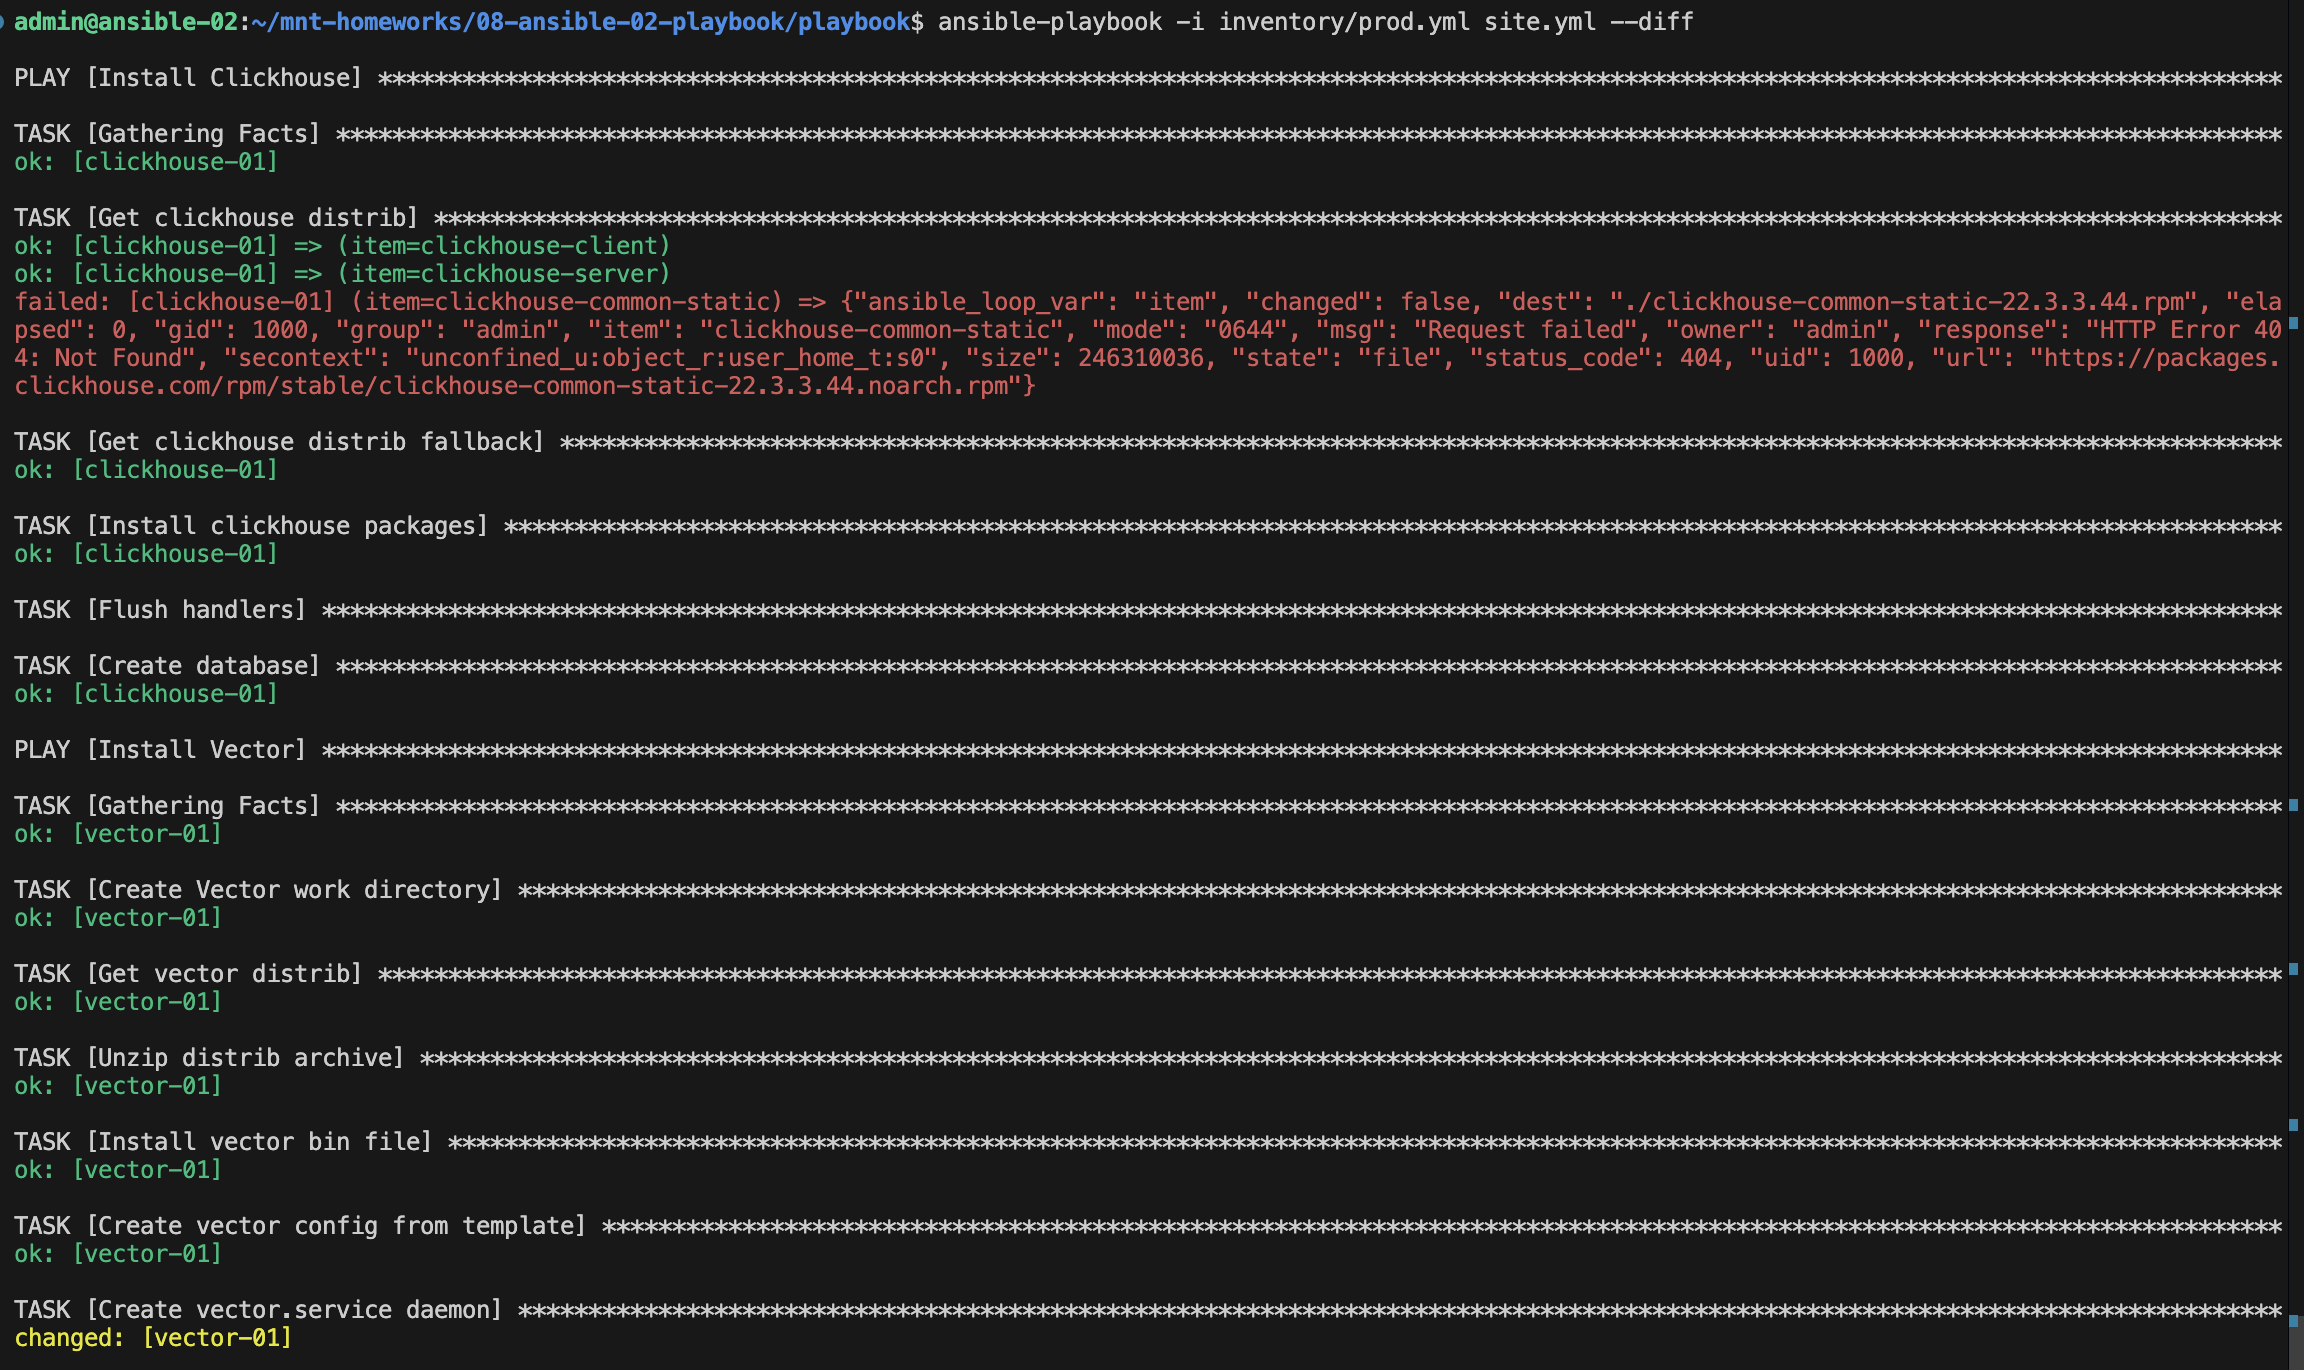 admin@ansible-02:~/mnt-homeworks/08-ansible-02-playbook/playbook$ ansible-playbook -i inventory/prod.yml site.yml --diff
PLAY [Install Clickhouse] ****************************************************************************************************************************************
TASK [Gathering Facts] *******************************************************************************************************************************************
ok: [clickhouse-01]
TASK [Get clickhouse distrib] ************************************************************************************************************************************
ok: [clickhouse-01] => (item=clickhouse-client)
ok: [clickhouse-01] => (item=clickhouse-server)
failed: [clickhouse-01] (item=clickhouse-common-static) => {"ansible_loop_var": "item", "changed": false, "dest": "./clickhouse-common-static-22.3.3.44.rpm", "ela
psed": 0, "gid": 1000, "group": "admin", "item": "clickhouse-common-static", "mode": "0644", "msg": "Request failed", "owner": "admin", "response": "HTTP Error 40
4: Not Found", "secontext": "unconfined_u:object_r:user_home_t:s0", "size": 246310036, "state": "file", "status_code": 404, "uid": 1000, "url": "https://packages.
clickhouse.com/rpm/stable/clickhouse-common-static-22.3.3.44.noarch.rpm"}
TASK [Get clickhouse distrib fallback] ***************************************************************************************************************************
ok: [clickhouse-01]
TASK [Install clickhouse packages] *******************************************************************************************************************************
ok: [clickhouse-01]
TASK [Flush handlers] ********************************************************************************************************************************************
TASK [Create database] *******************************************************************************************************************************************
ok: [clickhouse-01]
PLAY [Install Vector] ********************************************************************************************************************************************
TASK [Gathering Facts] *******************************************************************************************************************************************
ok: [vector-01]
TASK [Create Vector work directory] ******************************************************************************************************************************
ok: [vector-01]
TASK [Get vector distrib] ****************************************************************************************************************************************
ok: [vector-01]
TASK [Unzip distrib archive] *************************************************************************************************************************************
ok: [vector-01]
TASK [Install vector bin file] ***********************************************************************************************************************************
ok: [vector-01]
TASK [Create vector config from template] ************************************************************************************************************************
ok: [vector-01]
TASK [Create vector.service daemon] ******************************************************************************************************************************
changed: [vector-01]